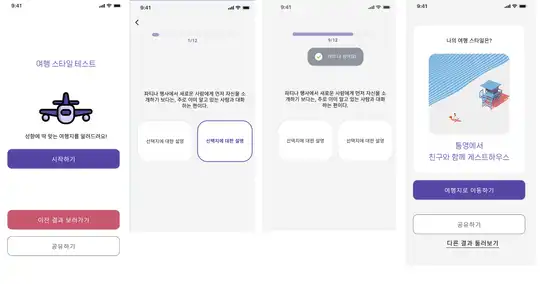 9:41
여행 스타일 테스트
성향에 딱 맞는 여행지를 알려드려요!
시작하기
이전 결과 보러가기
공유하기
9:41
1/12
파티나 행사에서 새로운 사람에게 먼저 자신을 소
개하기 보다는, 주로 이미 알고 있는 사람과 대화
하는 편이다.
선택지에 대한 설명
선택지에 대한 설명
9:41
9/12
파티나 행사에서 새로운 사람에게 먼저 자신을 소
개하기 보다는, 주로 이미 알고 있는 사람과 대화
하는 편이다.
선택지에 대한 설명
선택지에 대한 설명
9:41
나의 여행 스타일은?
통영에서
친구와 함께 게스트하우스
여행지로 이동하기
공유하기
다른 결과 둘러보기